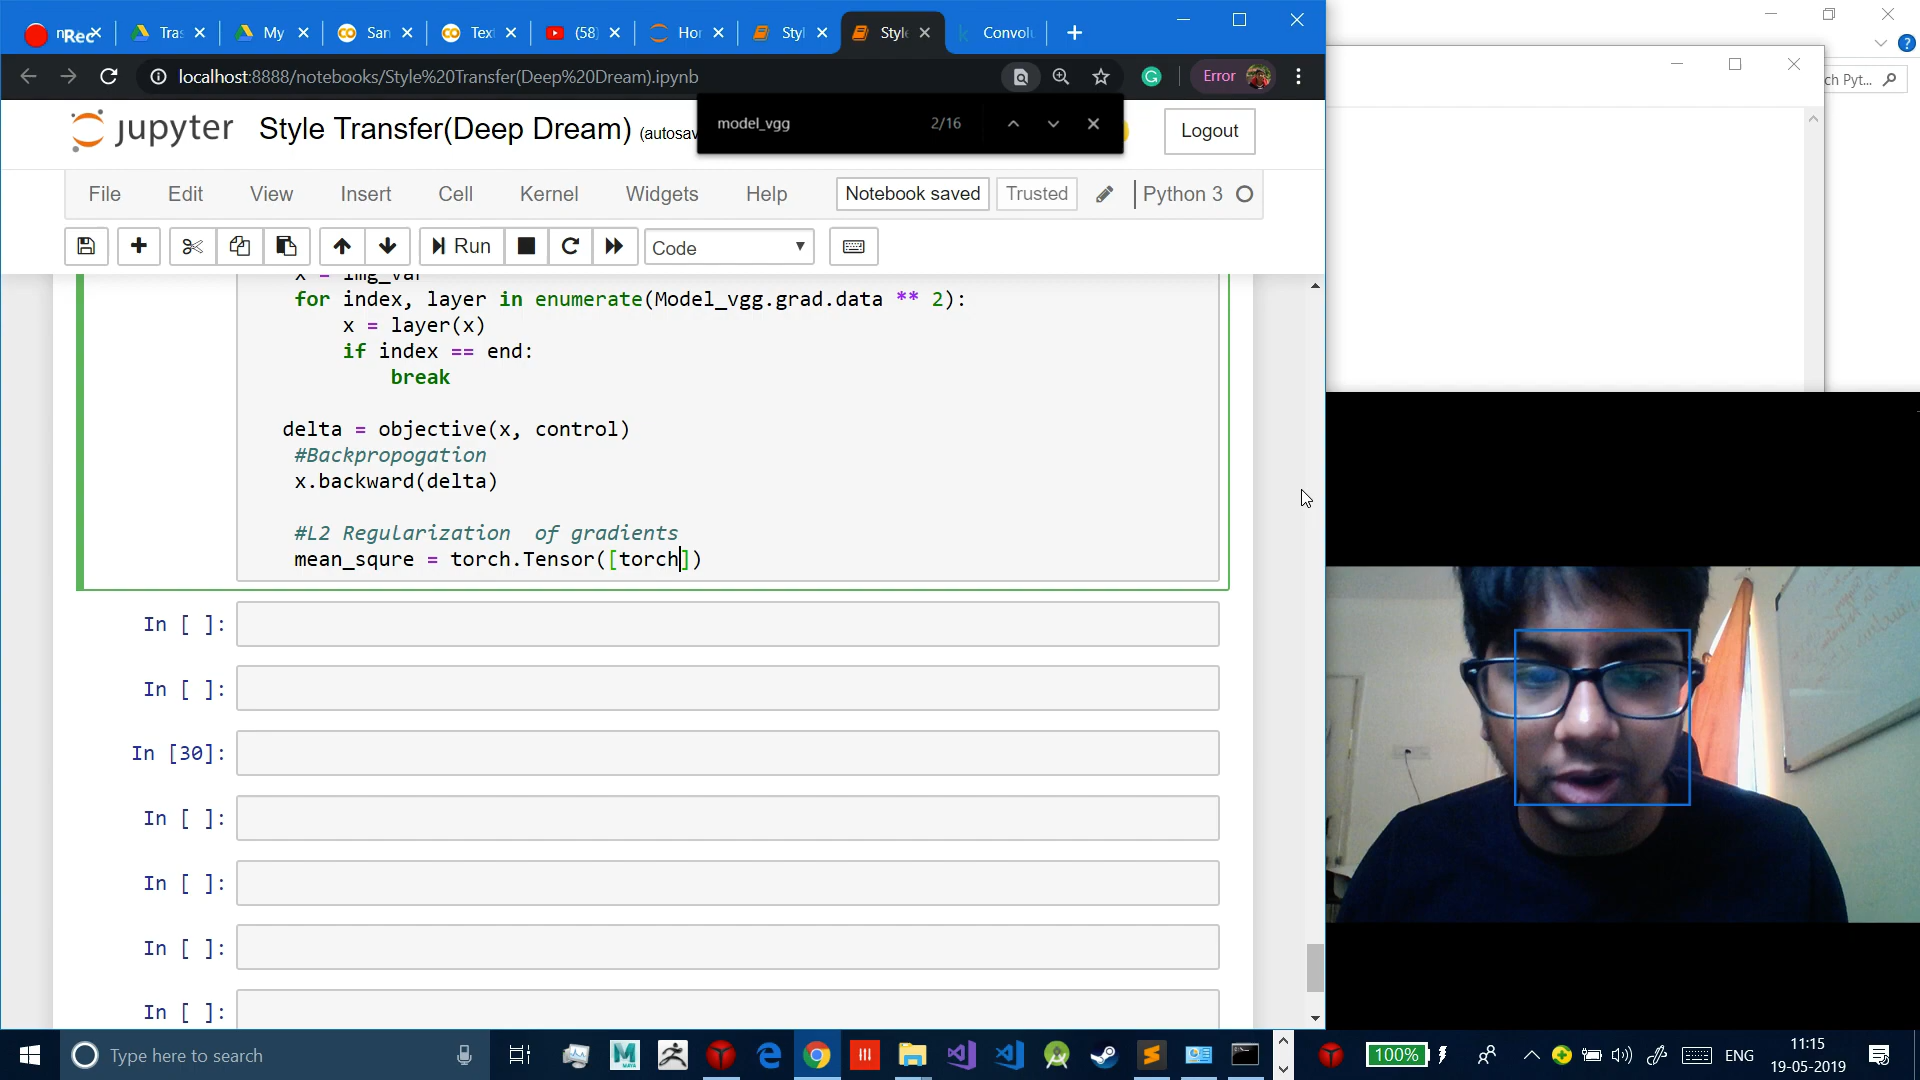 nRec
Tra
My
San
Text
(58)
Hor
Styl
Style
Convolu
localhost:8888/notebooks/Style%20Transfer(Deep%20Dream).ipynb
Error
ch Pyt...
jupyter Style Transfer(Deep Dream) (autosav
model_vgg 2/16
Logout
File Edit View Insert Cell Kernel Widgets Help Notebook saved Trusted Python 3
Run Code
x = img_var
for index, layer in enumerate(Model_vgg.grad.data ** 2):
x = layer(x)
if index == end:
break
delta = objective(x, control)
#Backpropogation
x.backward(delta)
#L2 Regularization of gradients
mean_squre = torch.Tensor([torch])
In [ ]:
In [ ]:
In [30]:
In [ ]:
In [ ]:
In [ ]:
In [ ]:
Type here to search
100%
ENG
11:15
19-05-2019